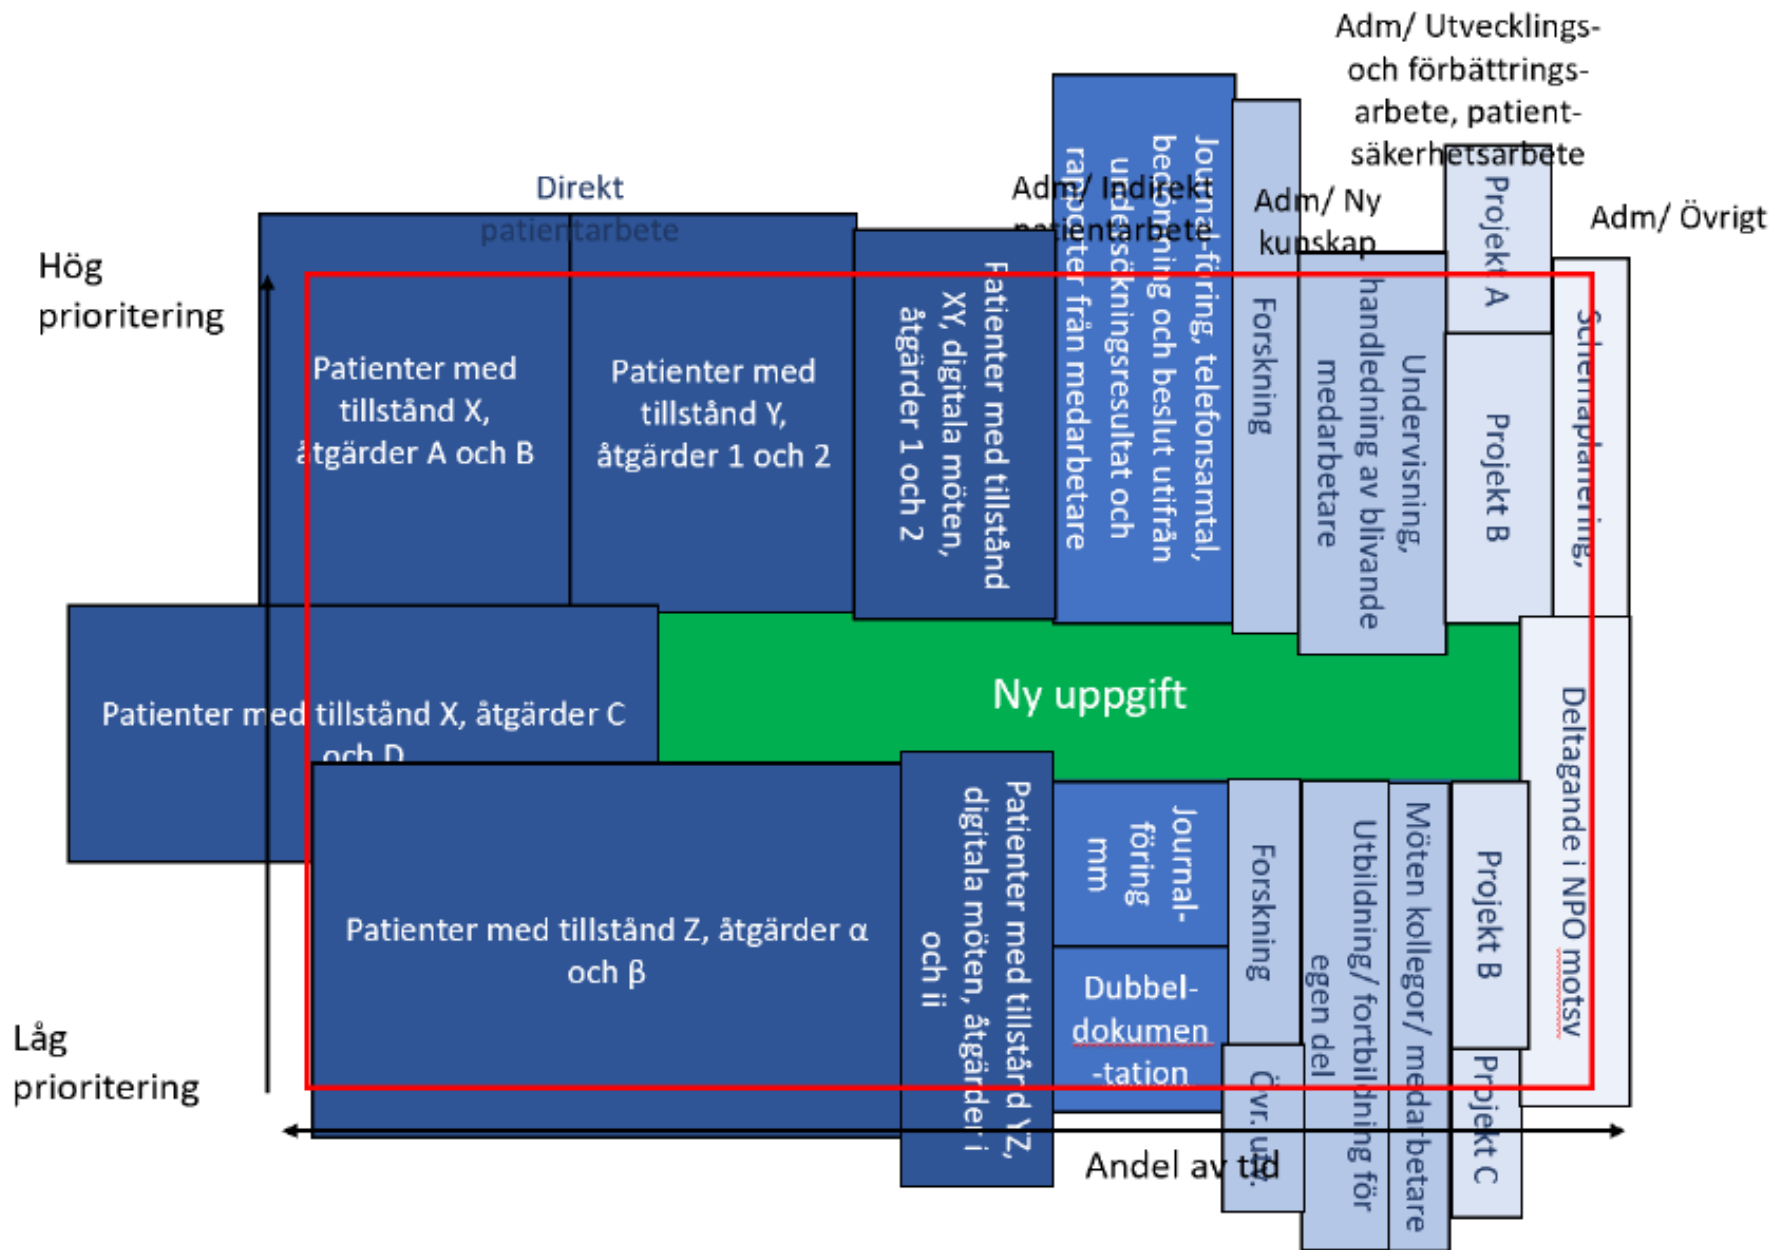 Adm/ Utvecklings-
och förbättrings-
arbete, patient-
säkerhetsarbete
Direkt
patientarbete
Adm/ Indirekt
patientarbete
Adm/ Ny
kunskap
Adm/ Övrigt
Hög
prioritering
Patienter med
tillstånd X,
åtgärder A och B
Patienter med
tillstånd Y,
åtgärder 1 och 2
Patienter med tillstånd
XY, digitala möten,
åtgärder 1 och 2
Journal-föring, telefonsamtal,
bedömning och beslut utifrån
undersökningsresultat och
rapporter från medarbetare
Forskning
Undervisning,
handledning av blivande
medarbetare
Projekt A
Projekt B
Schemaplanering,
Patienter med tillstånd X, åtgärder C
och D
Ny uppgift
Deltagande i NPO motsv
Patienter med tillstånd Z, åtgärder α
och β
Patienter med tillstånd YZ,
digitala möten, åtgärder i
och ii
Journal-
föring
mm
Dubbel-
dokumen
-tation
Forskning
Övr. utv.
Utbildning/ fortbildning för
egen del
Möten kollegor/ medarbetare
Projekt B
Projekt C
Låg
prioritering
Andel av tid